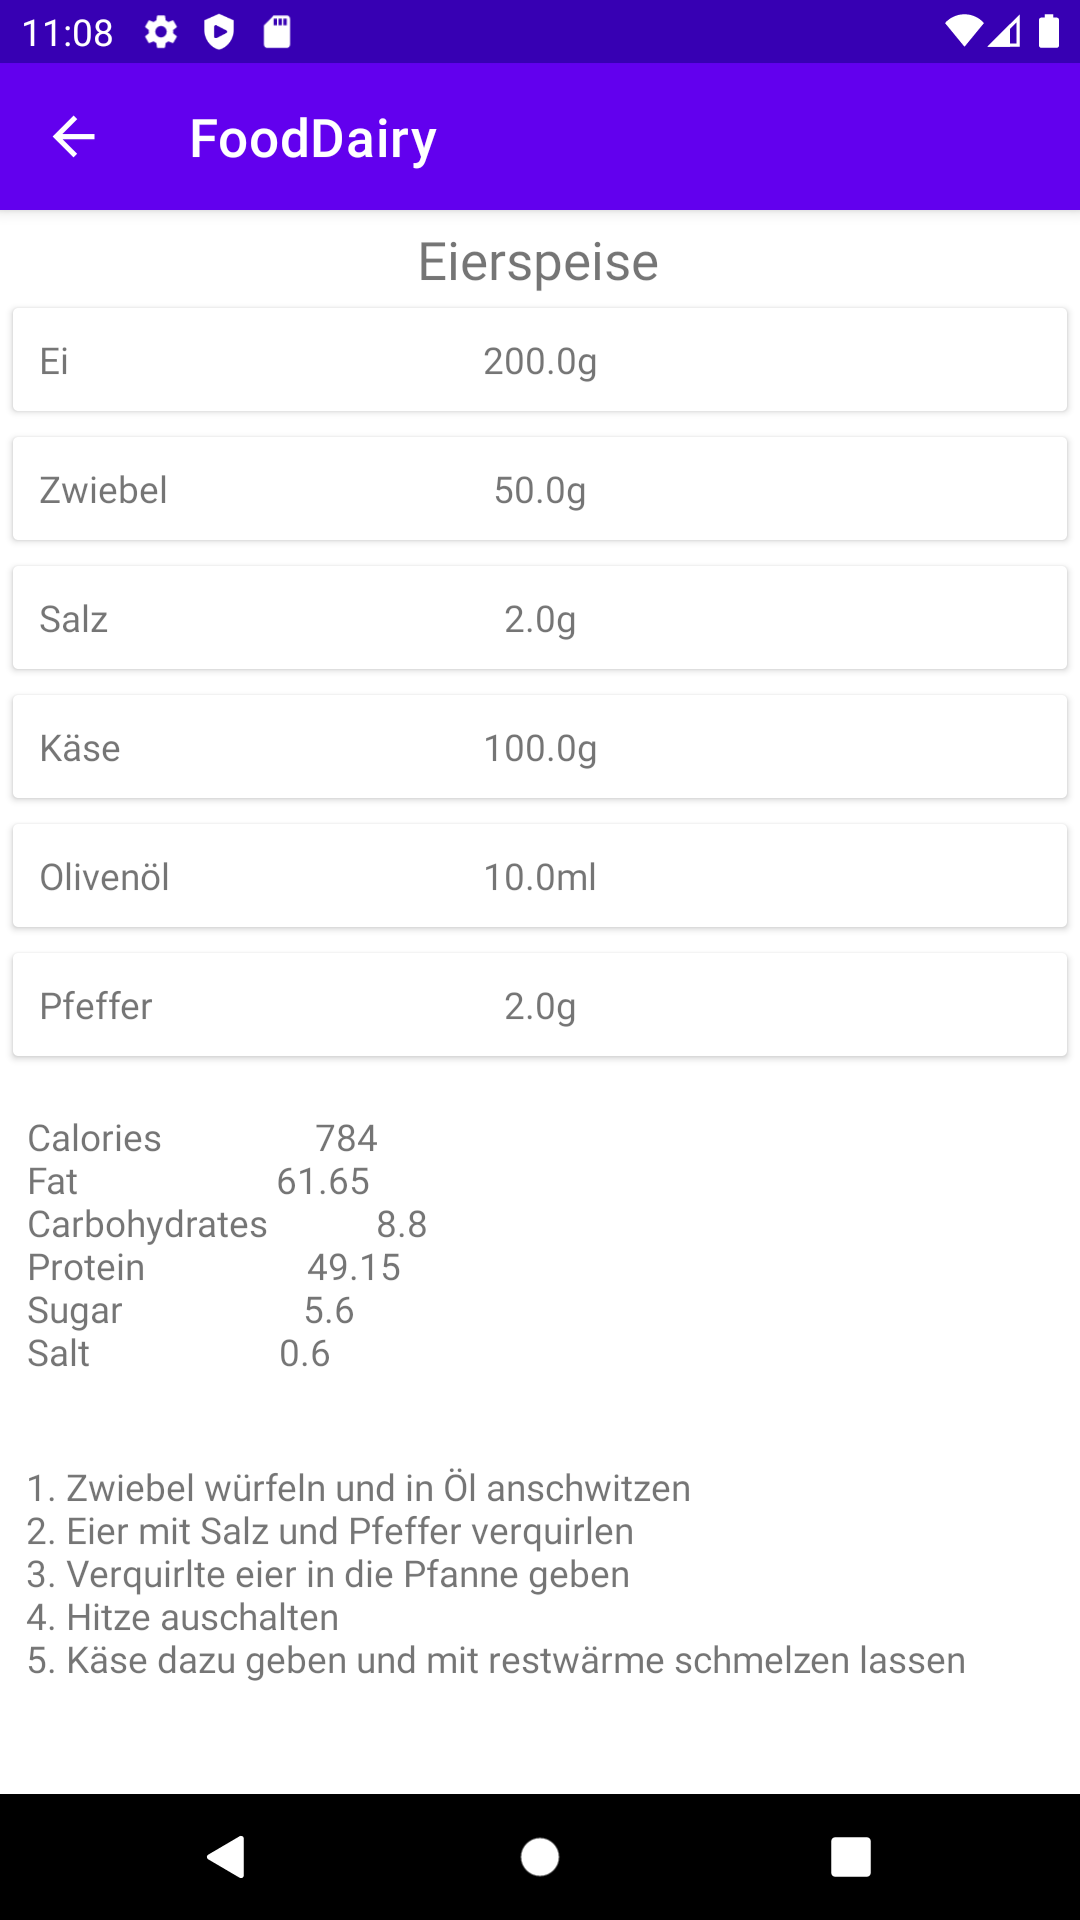 11:08
FoodDairy
Eierspeise
Ei 200.0g
Zwiebel 50.0g
Salz 2.0g
Käse 100.0g
Olivenöl 10.0ml
Pfeffer 2.0g
Calories 784
Fat 61.65
Carbohydrates 8.8
Protein 49.15
Sugar 5.6
Salt 0.6
1. Zwiebel würfeln und in Öl anschwitzen
2. Eier mit Salz und Pfeffer verquirlen
3. Verquirlte eier in die Pfanne geben
4. Hitze auschalten
5. Käse dazu geben und mit restwärme schmelzen lassen